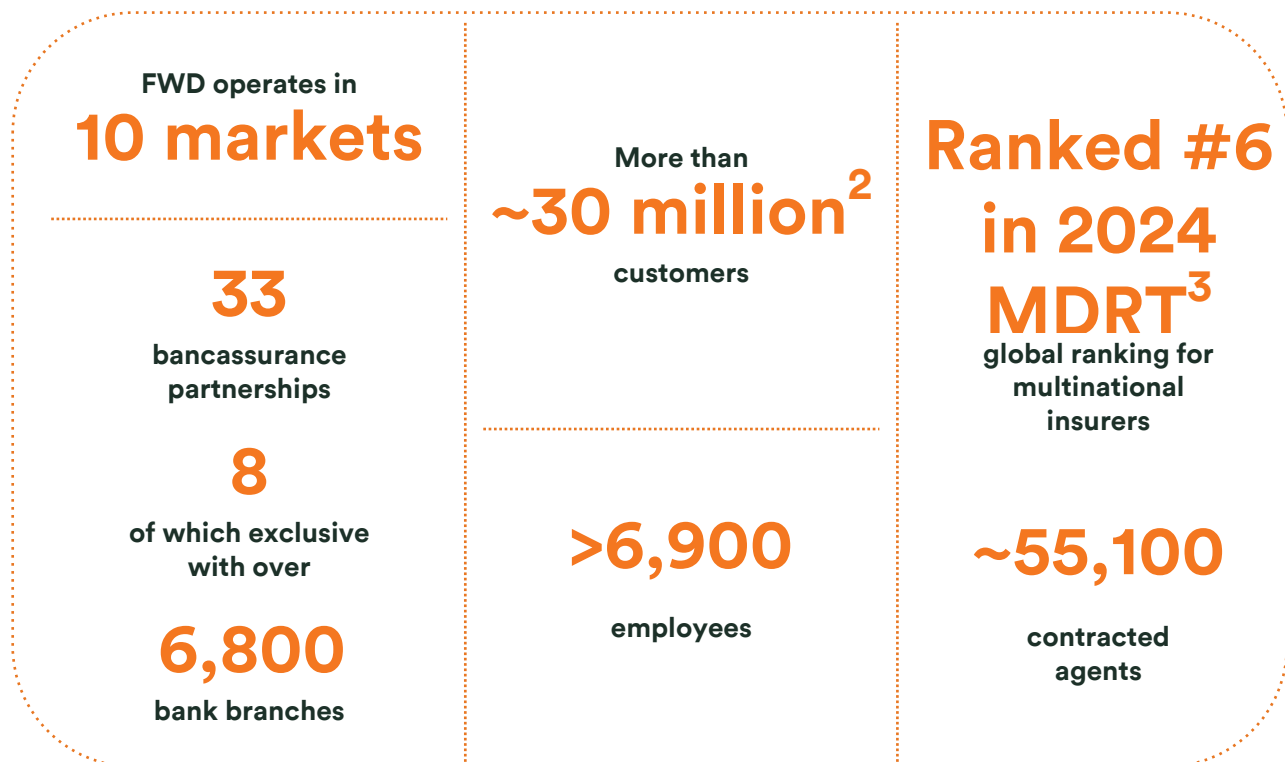 FWD operates in
10 markets
33
bancassurance
partnerships
8
of which exclusive
with over
6,800
bank branches
More than
~30 million²
customers
>6,900
employees
Ranked #6
in 2024
MDRT³
global ranking for
multinational
insurers
~55,100
contracted
agents